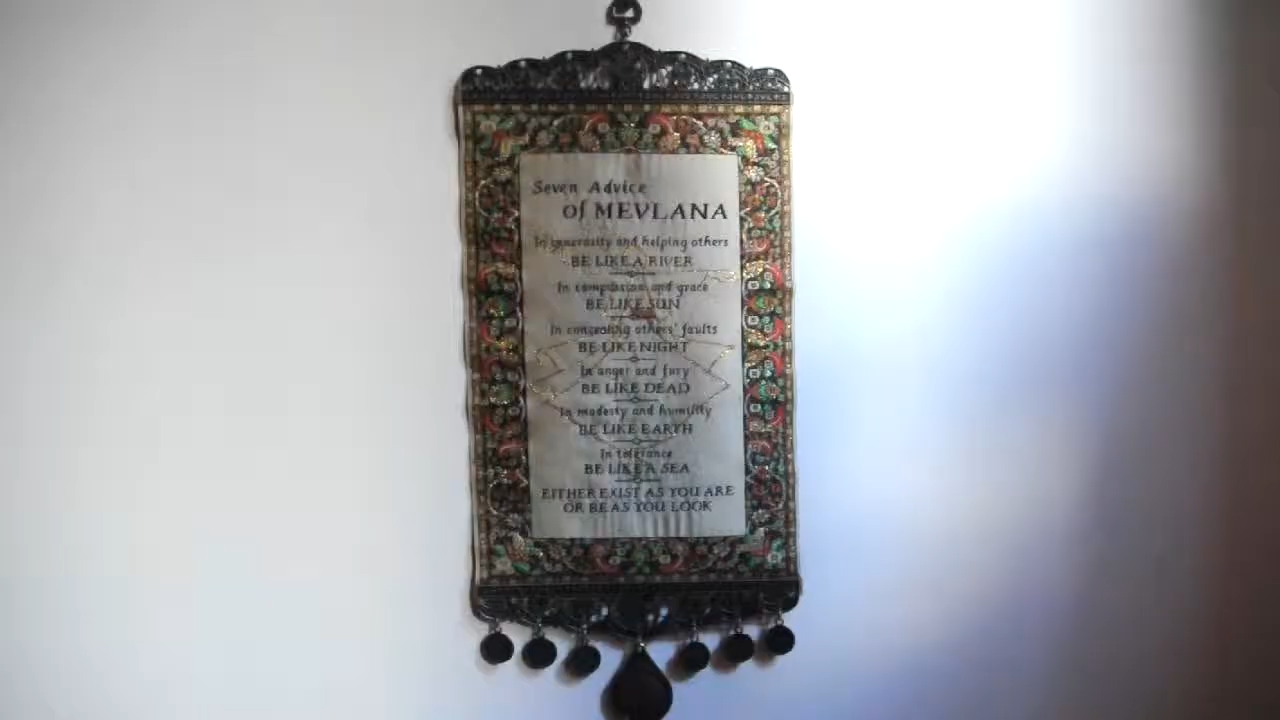 Seven Advice
of MEVLANA
In generosity and helping others
BE LIKE A RIVER
In compassion and grace
BE LIKE SUN
In concealing others' faults
BE LIKE NIGHT
In anger and fury
BE LIKE DEAD
In modesty and humility
BE LIKE EARTH
In tolerance
BE LIKE A SEA
EITHER EXIST AS YOU ARE
OR BE AS YOU LOOK